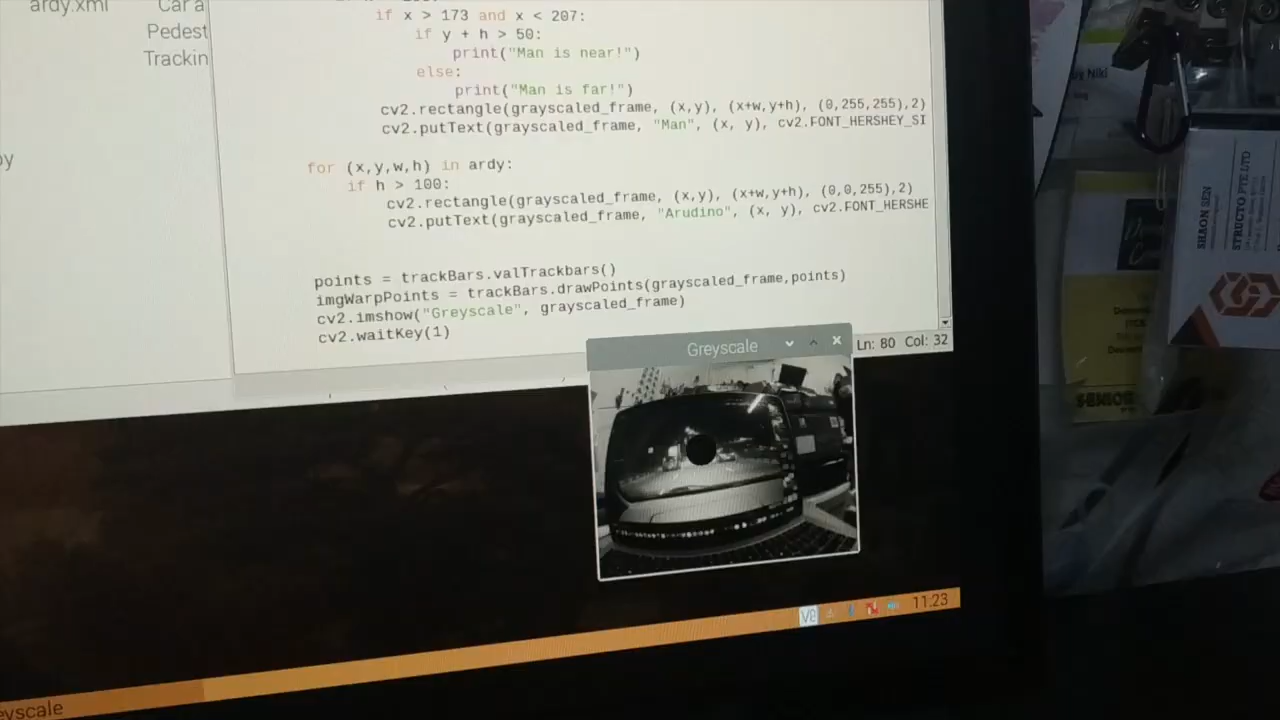 ardy.xml
Car a
Pedest
Trackin
if x > 173 and x < 207:
if y + h > 50:
print("Man is near!")
else:
print("Man is far!")
cv2.rectangle(grayscaled_frame, (x,y), (x+w,y+h), (0,255,255),2)
cv2.putText(grayscaled_frame, "Man", (x, y), cv2.FONT_HERSHEY_SI
for (x,y,w,h) in ardy:
if h > 100:
cv2.rectangle(grayscaled_frame, (x,y), (x+w,y+h), (0,0,255),2)
cv2.putText(grayscaled_frame, "Arudino", (x, y), cv2.FONT_HERSHE
points = trackBars.valTrackbars()
imgWarpPoints = trackBars.drawPoints(grayscaled_frame,points)
cv2.imshow("Greyscale", grayscaled_frame)
cv2.waitKey(1)
Ln: 80 Col: 32
Greyscale
11:23
eyscale
by Niki
SHAON SEN
STRUCTO PTE LTD
SENIOR